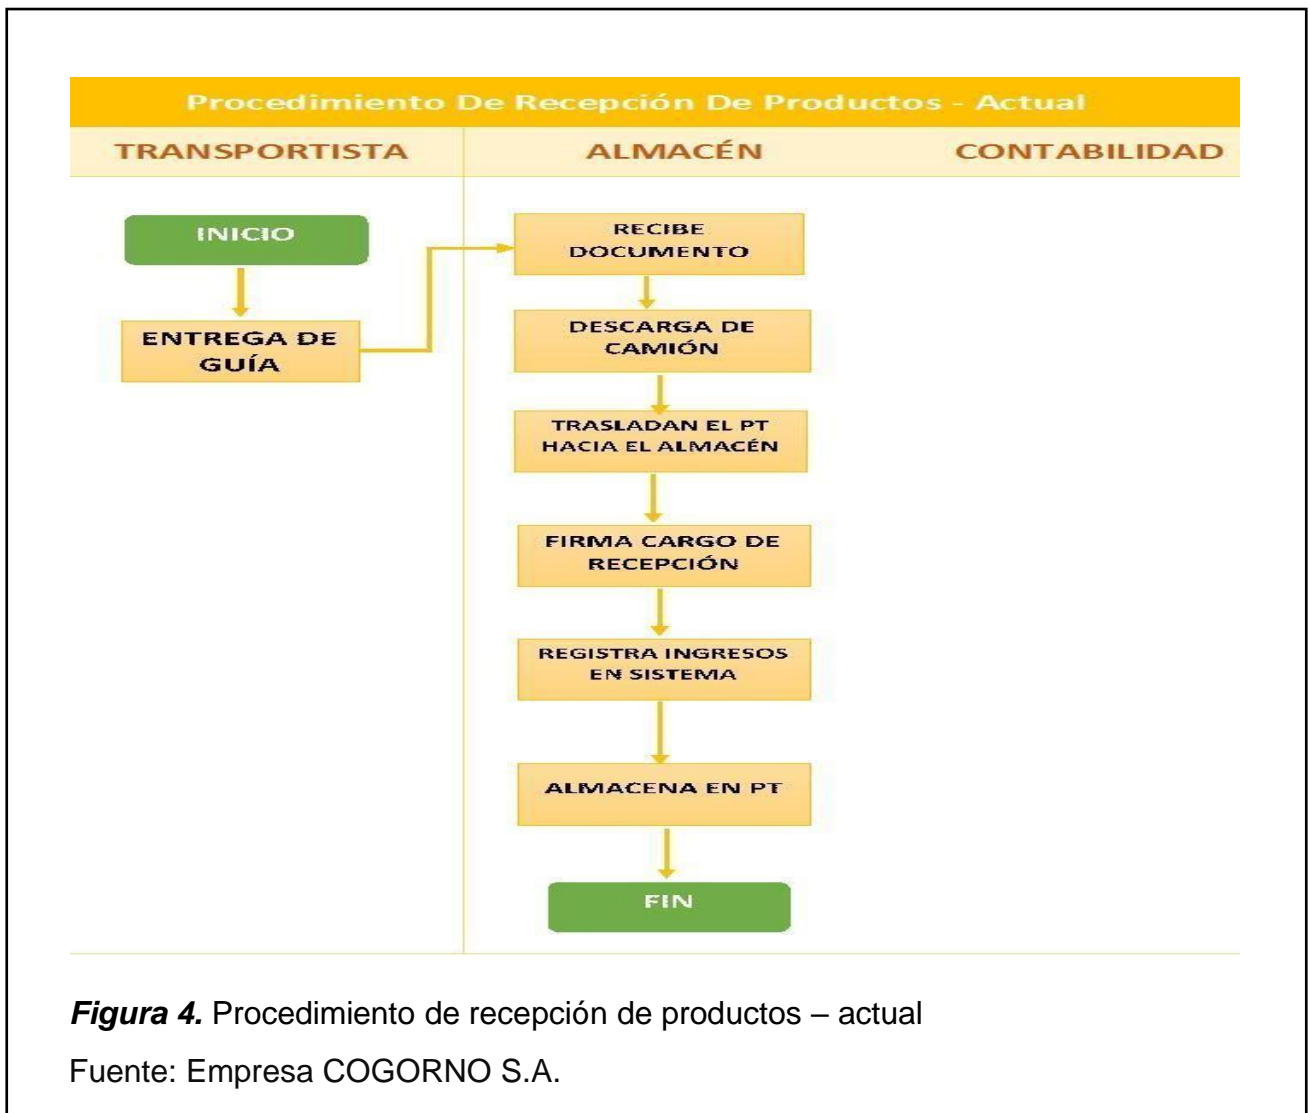 Procedimiento De Recepción De Productos - Actual
TRANSPORTISTA
ALMACÉN
CONTABILIDAD
INICIO
ENTREGA DE
GUÍA
RECIBE
DOCUMENTO
DESCARGA DE
CAMIÓN
TRASLADAN EL PT
HACIA EL ALMACÉN
FIRMA CARGO DE
RECEPCIÓN
REGISTRA INGRESOS
EN SISTEMA
ALMACENA EN PT
FIN
Figura 4. Procedimiento de recepción de productos – actual
Fuente: Empresa COGORNO S.A.